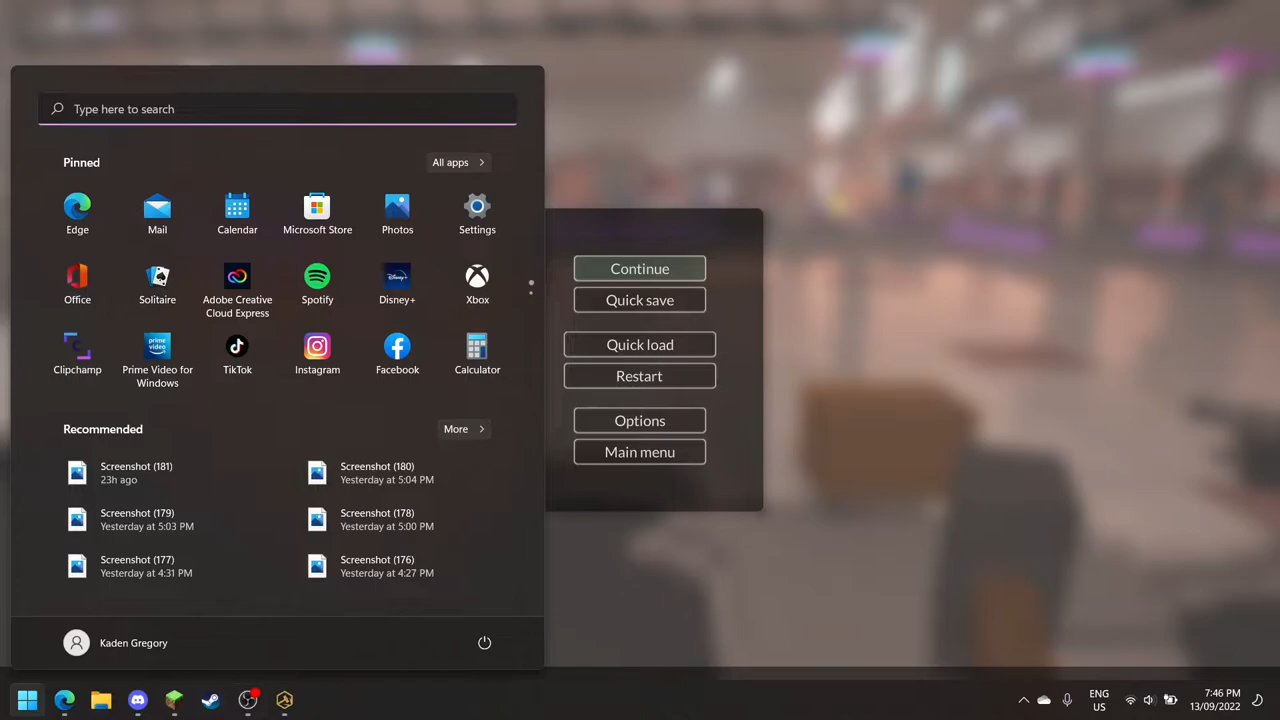 Type here to search
Pinned
All apps
Edge
Mail
Calendar
Microsoft Store
Photos
Settings
Office
Solitaire
Adobe Creative
Cloud Express
Spotify
Disney+
Xbox
Clipchamp
Prime Video for
Windows
TikTok
Instagram
Facebook
Calculator
Recommended
More
Screenshot (181)
23h ago
Screenshot (180)
Yesterday at 5:04 PM
Screenshot (179)
Yesterday at 5:03 PM
Screenshot (178)
Yesterday at 5:00 PM
Screenshot (177)
Yesterday at 4:31 PM
Screenshot (176)
Yesterday at 4:27 PM
Kaden Gregory
Continue
Quick save
Quick load
Restart
Options
Main menu
ENG
US
7:46 PM
13/09/2022